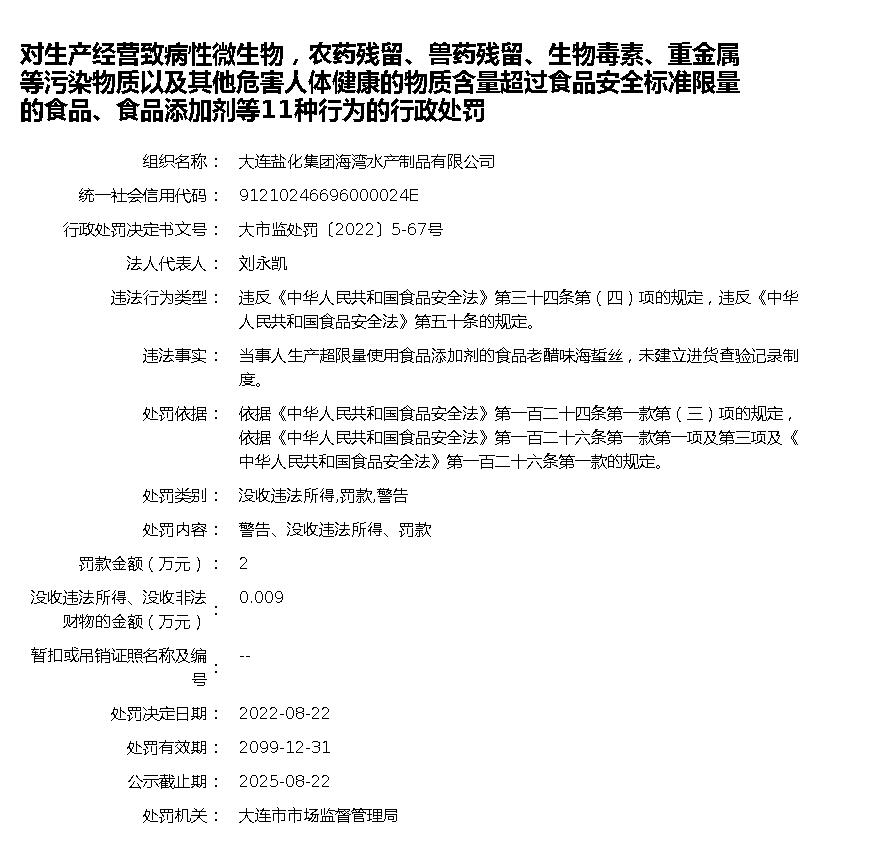 对生产经营致病性微生物，农药残留、兽药残留、生物毒素、重金属
等污染物质以及其他危害人体健康的物质含量超过食品安全标准限量
的食品、食品添加剂等11种行为的行政处罚
组织名称： 大连盐化集团海湾水产制品有限公司
统一社会信用代码： 91210246696000024E
行政处罚决定书文号： 大市监处罚〔2022〕5-67号
法人代表人： 刘永凯
违法行为类型： 违反《中华人民共和国食品安全法》第三十四条第（四）项的规定，违反《中华
人民共和国食品安全法》第五十条的规定。
违法事实： 当事人生产超限量使用食品添加剂的食品老醋味海蜇丝，未建立进货查验记录制
度。
处罚依据： 依据《中华人民共和国食品安全法》第一百二十四条第一款第（三）项的规定，
依据《中华人民共和国食品安全法》第一百二十六条第一款第一项及第三项及《
中华人民共和国食品安全法》第一百二十六条第一款的规定。
处罚类别： 没收违法所得,罚款,警告
处罚内容： 警告、没收违法所得、罚款
罚款金额（万元）： 2
没收违法所得、没收非法
财物的金额（万元）： 0.009
暂扣或吊销证照名称及编
号： --
处罚决定日期： 2022-08-22
处罚有效期： 2099-12-31
公示截止期： 2025-08-22
处罚机关： 大连市市场监督管理局